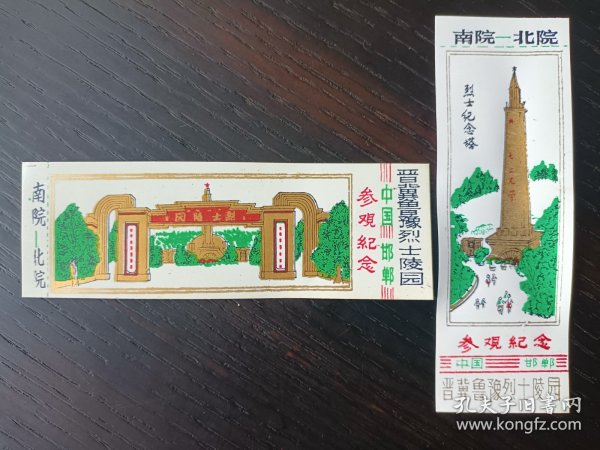 南院—北院
烈士陵园
参观纪念
中国邯郸
晋冀鲁豫烈士陵园
南院—北院
烈士纪念塔
参观纪念
中国 邯郸
晋冀鲁豫烈士陵园
孔夫子旧书网
www.kongfz.com